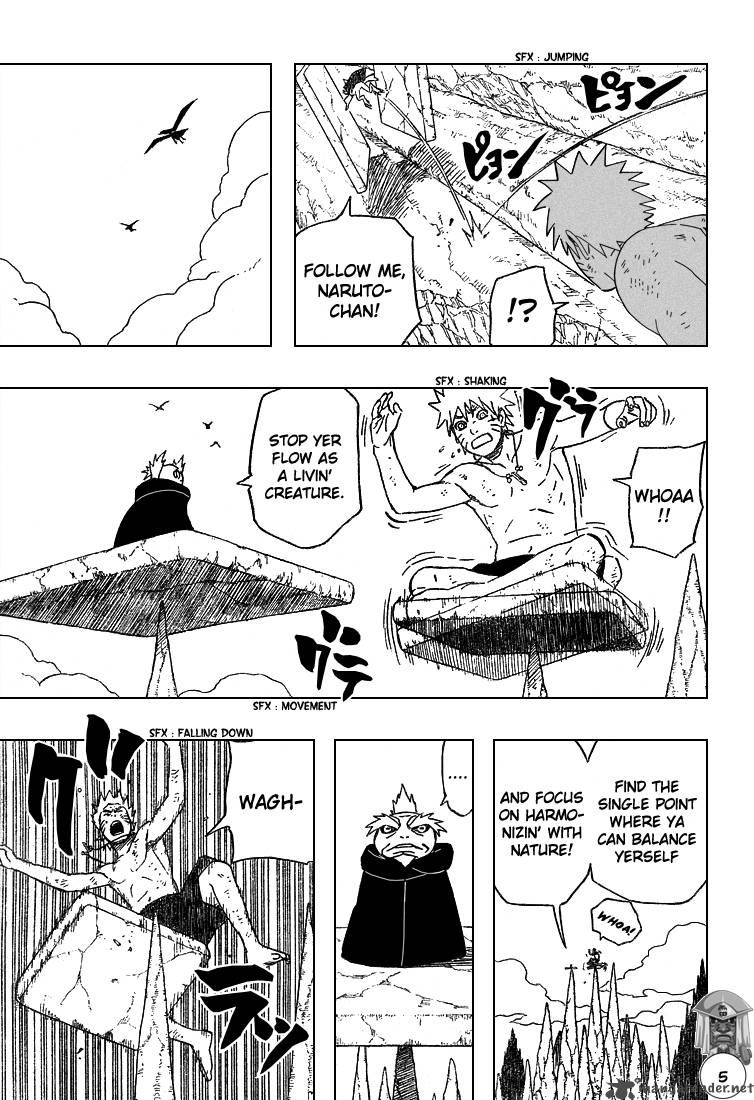 SFX : JUMPING
ピョン
ピョン
FOLLOW ME,
NARUTO-
CHAN!
!?
SFX : SHAKING
グラ
WHOAA
!!
STOP YER
FLOW AS
A LIVIN'
CREATURE.
グラ
SFX : MOVEMENT
FIND THE
SINGLE POINT
WHERE YA
CAN BALANCE
YERSELF
AND FOCUS
ON HARMO-
NIZIN' WITH
NATURE!
WHOA!
....
SFX : FALLING DOWN
WAGH-
グ
ラッ
5